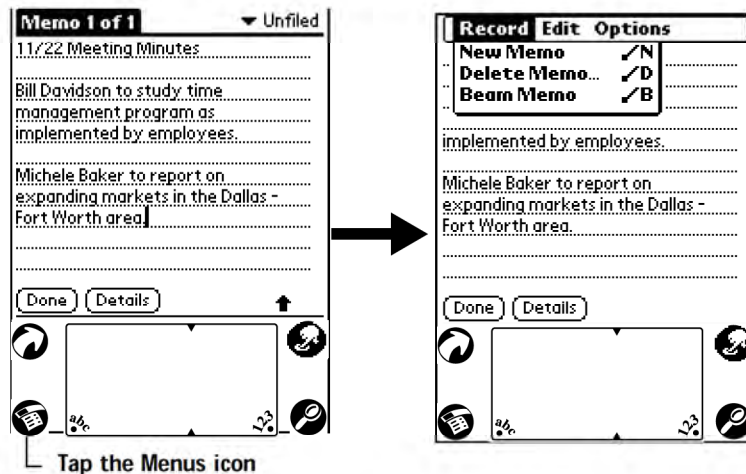 Memo 1 of 1
Unfiled
11/22 Meeting Minutes
Bill Davidson to study time
management program as
implemented by employees.
Michele Baker to report on
expanding markets in the Dallas -
Fort Worth area.
Done Details
abc
123
Tap the Menus icon
Record Edit Options
New Memo /N
Delete Memo... /D
Beam Memo /B
implemented by employees.
Michele Baker to report on
expanding markets in the Dallas -
Fort Worth area.
Done Details
abc
123